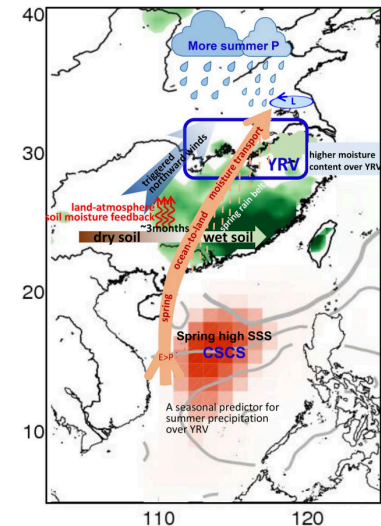 40
More summer P
L
30
YRV
higher moisture
content over YRV
triggered
northward winds
moisture transport
ocean-to-land
spring
spring rain belt
land-atmosphere
soil moisture feedback
~3months
dry soil
wet soil
20
Spring high SSS
CSCS
E>P
A seasonal predictor for
summer precipitation
over YRV
10
110
120